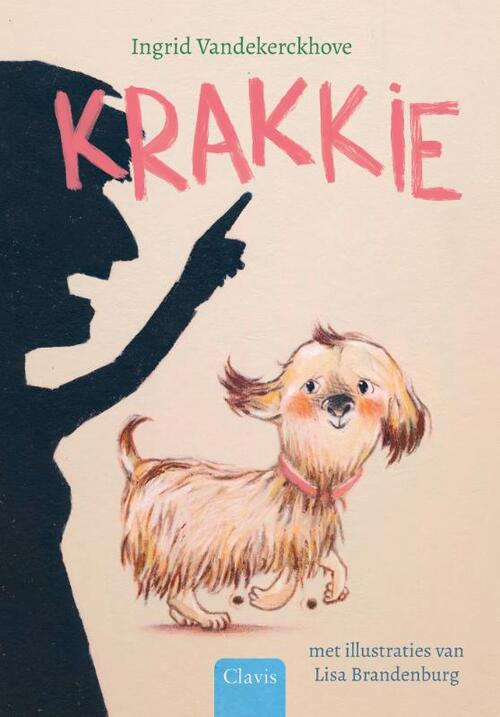 Ingrid Vandekerckhove
KRAKKiE
met illustraties van
Lisa Brandenburg
Clavis